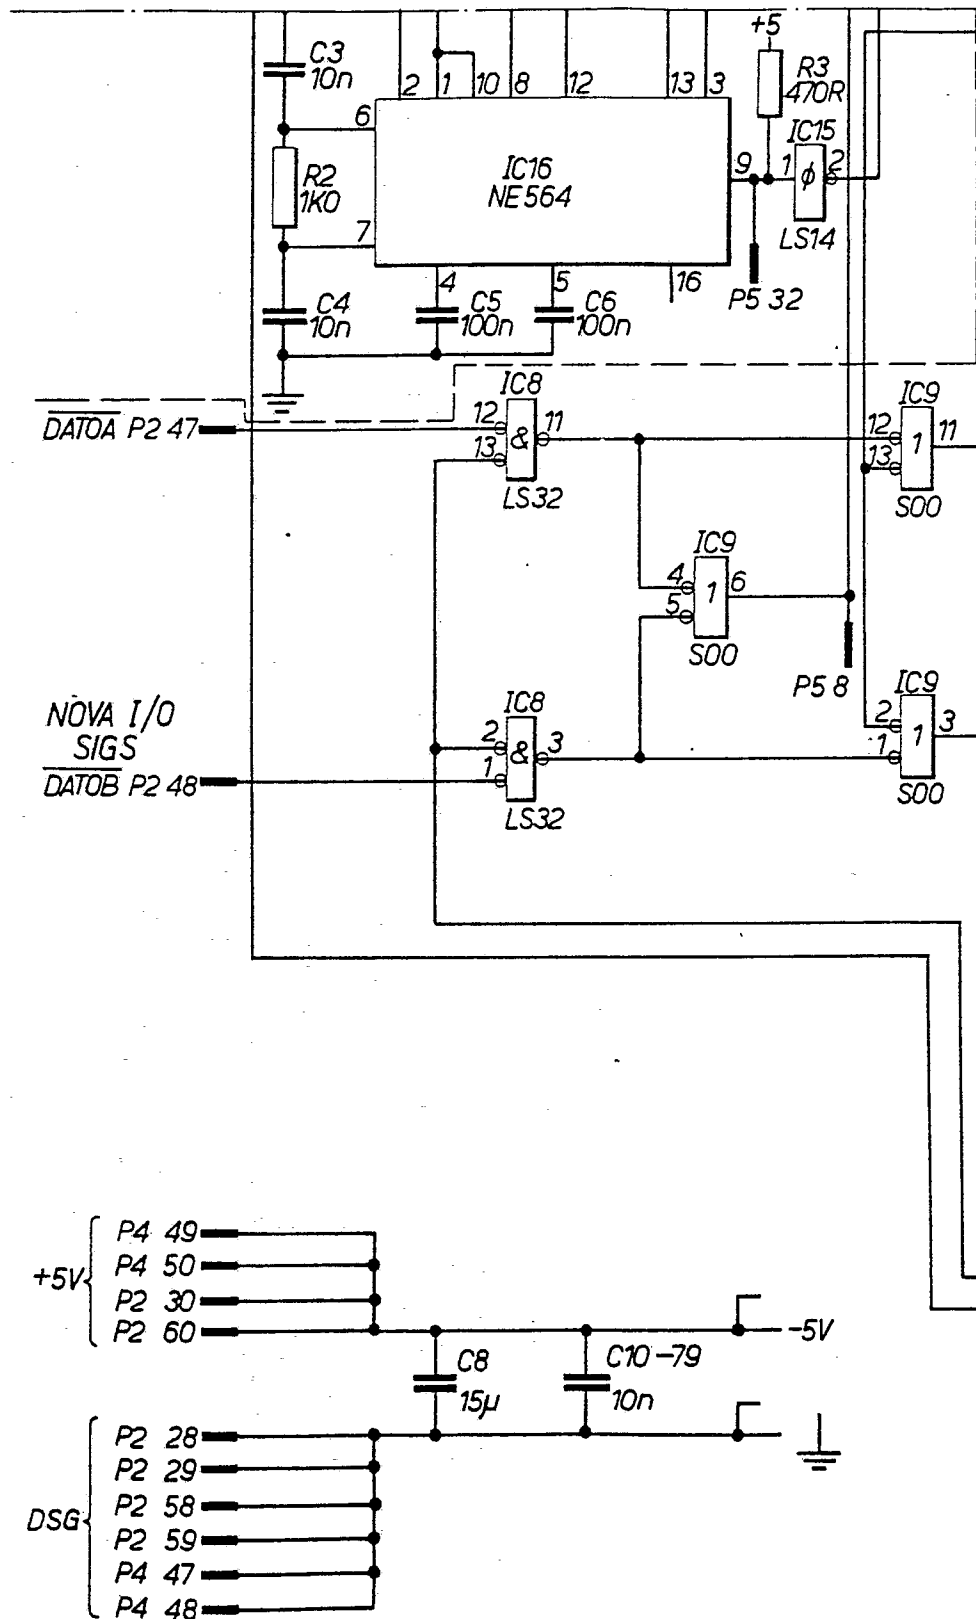 C3
10n
2 1 10 8 12 13 3
+5
R3
470R
6
IC16
NE564
9
IC15
1 ϕ 2
LS14
R2
1K0
7
4 5 16
P5 32
C4
10n
C5
100n
C6
100n
IC8
DATOA P2 47
12
13
&
11
LS32
IC9
12
13
1
11
S00
IC9
4
5
1
6
S00
P5 8
NOVA I/O
SIGS
DATOB P2 48
IC8
2
1
&
3
LS32
IC9
2
1
1
3
S00
+5V
P4 49
P4 50
P2 30
P2 60
-5V
C8
15µ
C10-79
10n
DSG
P2 28
P2 29
P2 58
P2 59
P4 47
P4 48